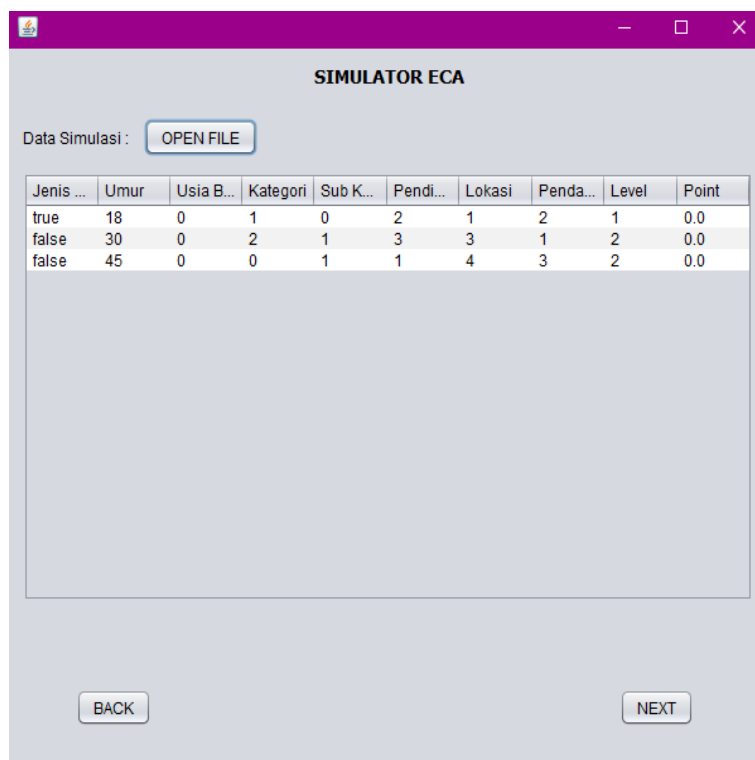 SIMULATOR ECA
Data Simulasi : OPEN FILE
Jenis ... Umur Usia B... Kategori Sub K... Pendi... Lokasi Penda... Level Point
true 18 0 1 0 2 1 2 1 0.0
false 30 0 2 1 3 3 1 2 0.0
false 45 0 0 1 1 4 3 2 0.0
BACK NEXT